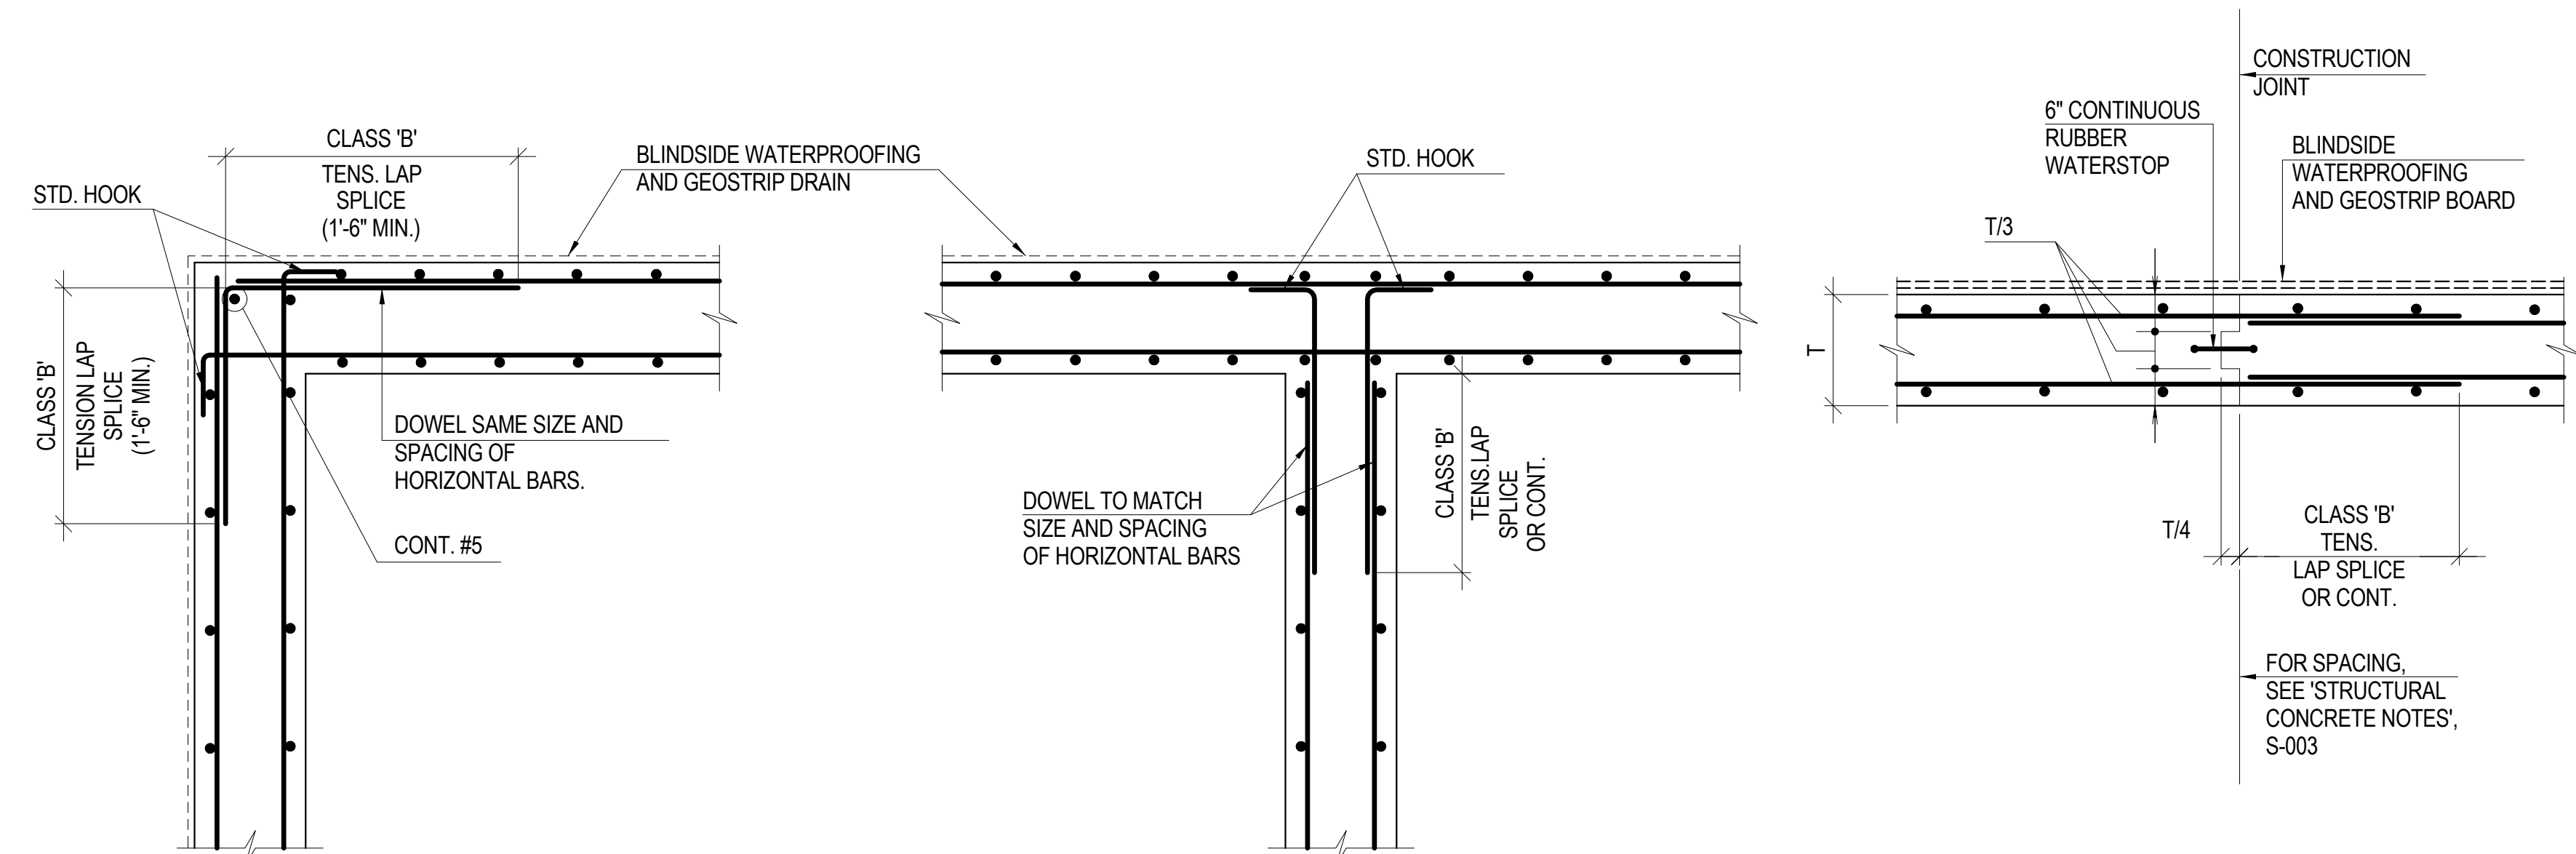 CLASS 'B'
TENS. LAP
SPLICE
(1'-6" MIN.)
STD. HOOK
CLASS 'B'
TENSION LAP
SPLICE
(1'-6" MIN.)
DOWEL SAME SIZE AND
SPACING OF
HORIZONTAL BARS.
CONT. #5
BLINDSIDE WATERPROOFING
AND GEOSTRIP DRAIN
STD. HOOK
DOWEL TO MATCH
SIZE AND SPACING
OF HORIZONTAL BARS
CLASS 'B'
TENS.LAP
SPLICE
OR CONT.
CONSTRUCTION
JOINT
6" CONTINUOUS
RUBBER
WATERSTOP
BLINDSIDE
WATERPROOFING
AND GEOSTRIP BOARD
T/3
T
T/4
CLASS 'B'
TENS.
LAP SPLICE
OR CONT.
FOR SPACING,
SEE 'STRUCTURAL
CONCRETE NOTES',
S-003